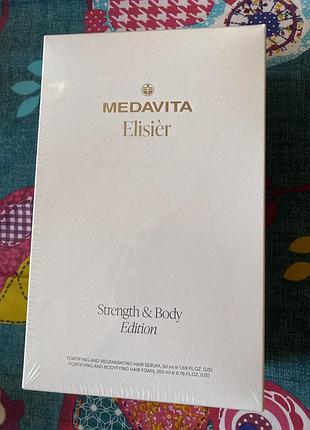 MEDAVITA
Elisièr
Strength & Body
Edition
FORTIFYING AND REGENERATING HAIR SERUM, 50 ml e 1.69 FL.OZ. (US)
FORTIFYING AND BODYFYING HAIR FOAM, 200 ml e 6.76 FL.OZ. (US)